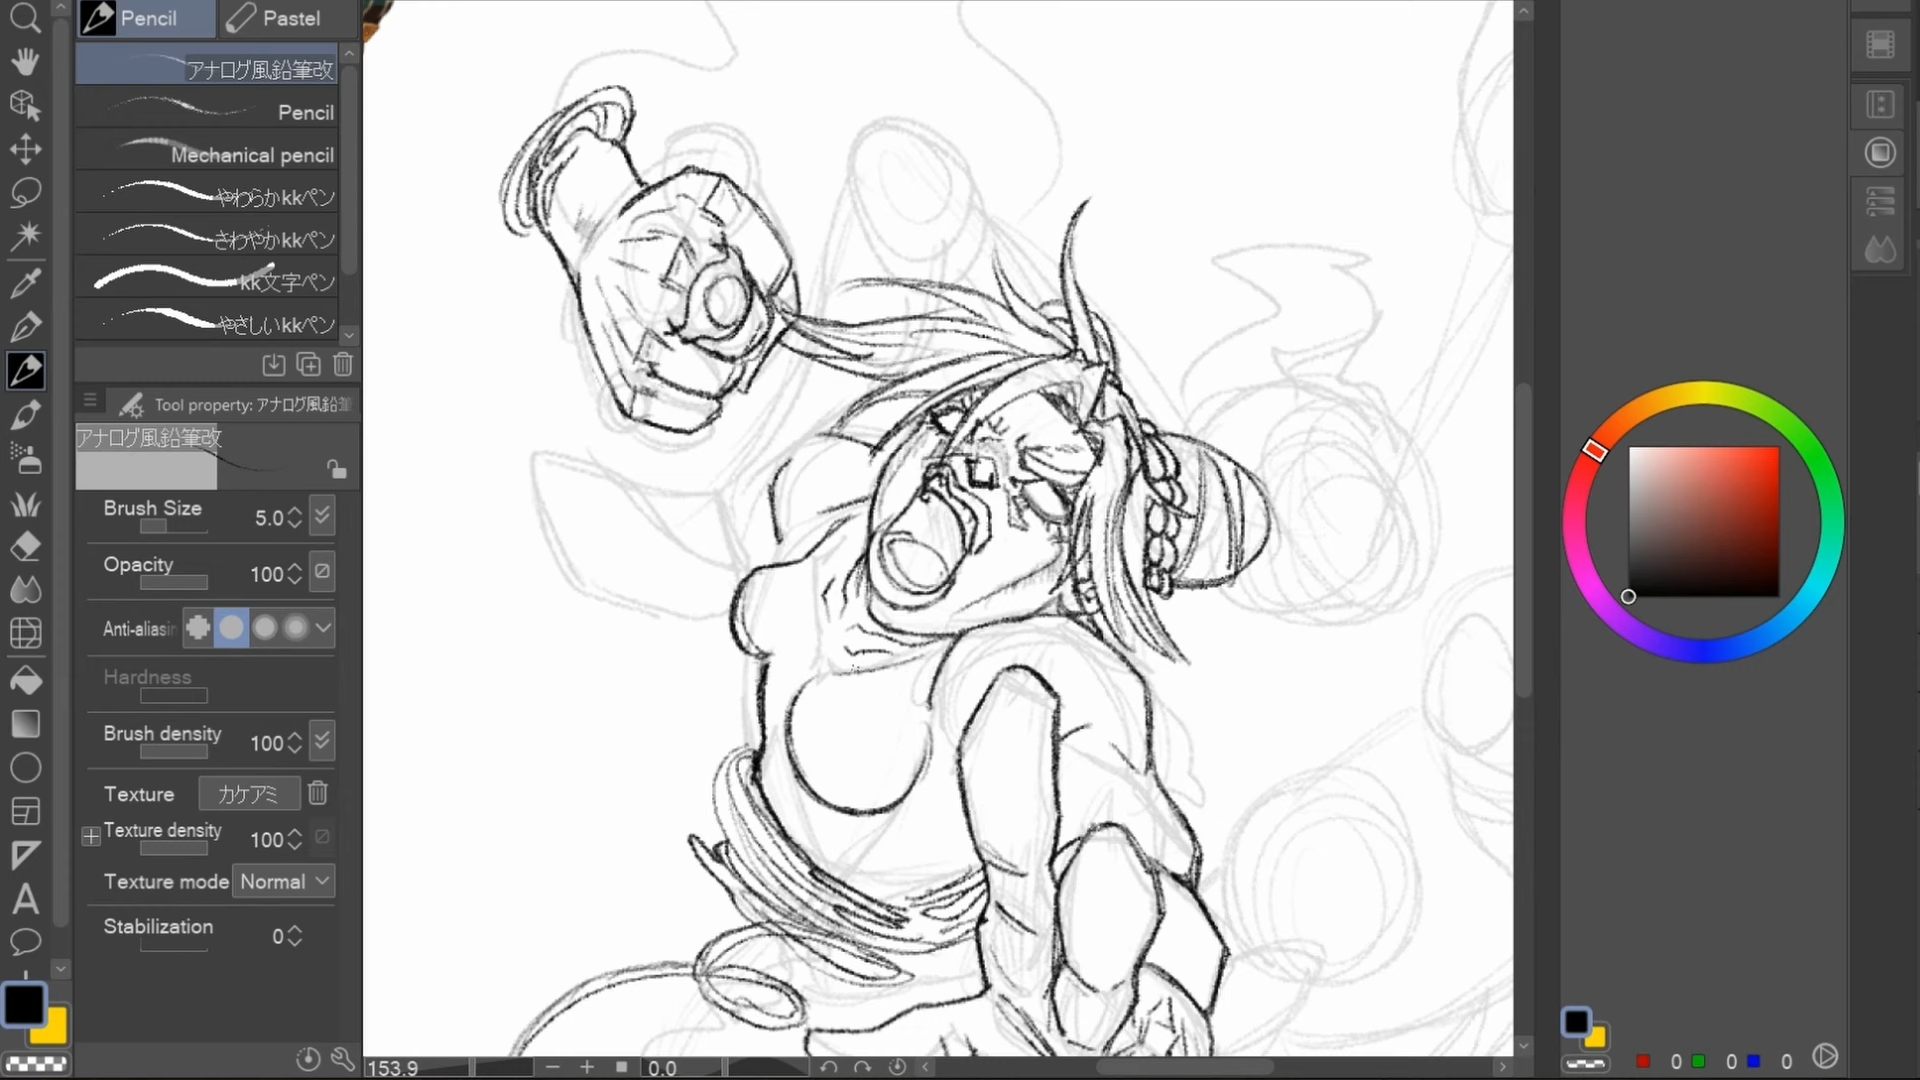 Pencil
Pastel
アナログ風鉛筆改
Pencil
Mechanical pencil
やわらかkkペン
さわやかkkペン
kk文字ペン
やさしいkkペン
Tool property: アナログ風鉛筆
アナログ風鉛筆改
Brush Size 5.0
Opacity 100
Anti-aliasin
Hardness
Brush density 100
Texture カケアミ
Texture density 100
Texture mode Normal
Stabilization 0
153.9 0.0
0 0 0